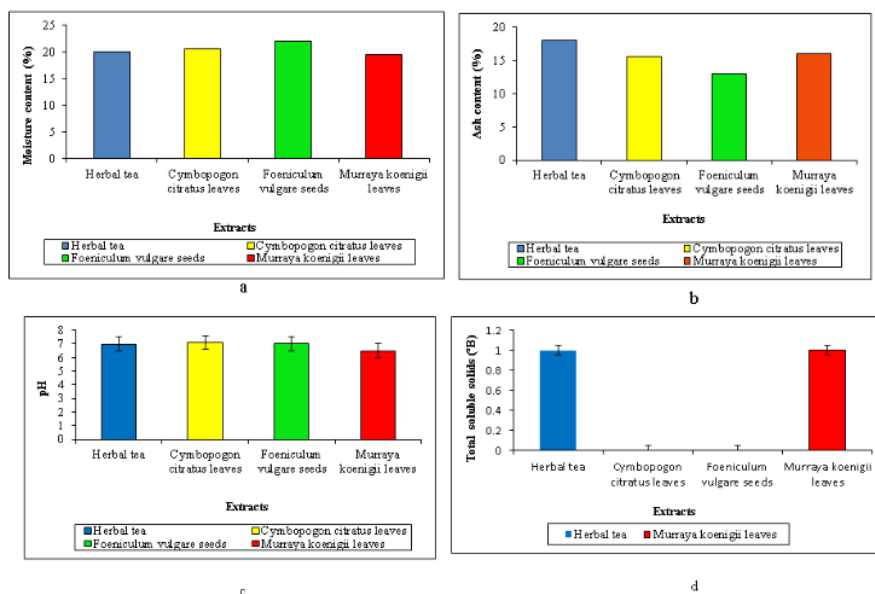 25
20
15
10
5
0
Moisture content (%)
Herbal tea
Cymbopogon
citratus leaves
Foeniculum
vulgare seeds
Murraya koenigii
leaves
Extracts
Herbal tea
Cymbopogon citratus leaves
Foeniculum vulgare seeds
Murraya koenigii leaves
a
20
15
10
5
0
Ash content (%)
Herbal tea
Cymbopogon
citratus leaves
Foeniculum
vulgare seeds
Murraya
koenigii leaves
Extracts
Herbal tea
Cymbopogon citratus leaves
Foeniculum vulgare seeds
Murraya koenigii leaves
b
8
7
6
5
4
3
2
1
0
pH
Herbal tea
Cymbopogon
citratus leaves
Foeniculum
vulgare seeds
Murraya
koenigii leaves
Extracts
Herbal tea
Cymbopogon citratus leaves
Foeniculum vulgare seeds
Murraya koenigii leaves
c
1.2
1
0.8
0.6
0.4
0.2
0
Total soluble solids (°B)
Herbal tea
Cymbopogon
citratus leaves
Foeniculum
vulgare seeds
Murraya koenigii
leaves
Extracts
Herbal tea
Murraya koenigii leaves
d